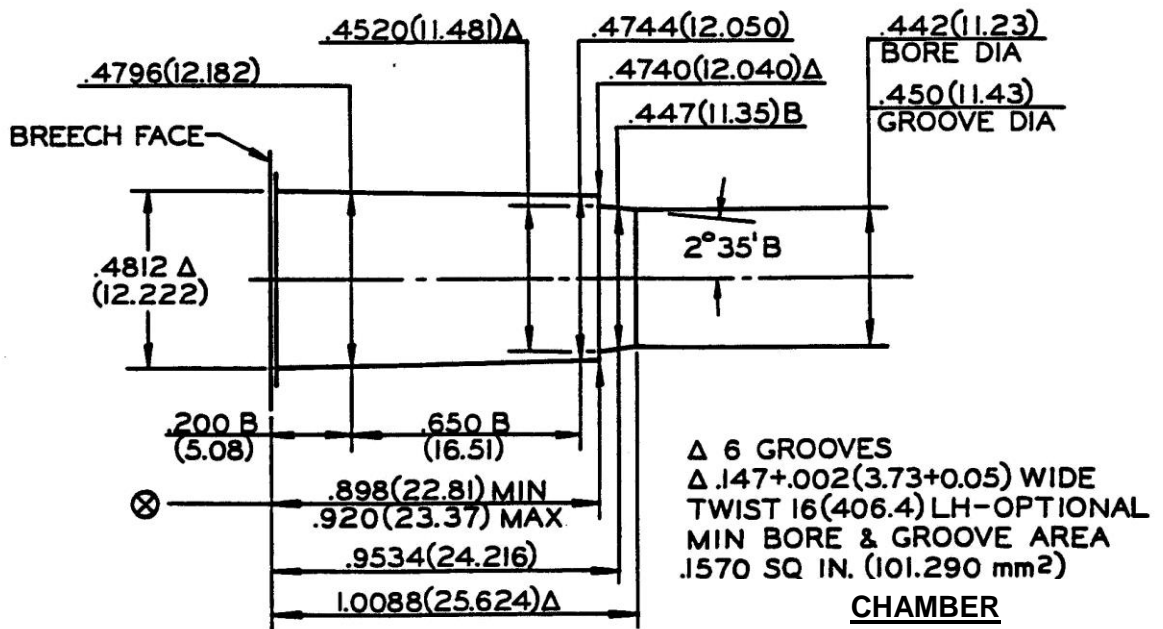 .4520(11.481)Δ
.4744(12.050)
.442(11.23)
BORE DIA
.4796(12.182)
.4740(12.040)Δ
.447(11.35)B
.450(11.43)
GROOVE DIA
BREECH FACE
2°35'B
.4812 Δ
(12.222)
.200 B
(5.08)
.650 B
(16.51)
.898(22.81) MIN
.920(23.37) MAX
.9534(24.216)
1.0088(25.624)Δ
Δ 6 GROOVES
Δ .147+.002(3.73+0.05) WIDE
TWIST 16(406.4) LH-OPTIONAL
MIN BORE & GROOVE AREA
.1570 SQ IN. (101.290 mm2)
CHAMBER